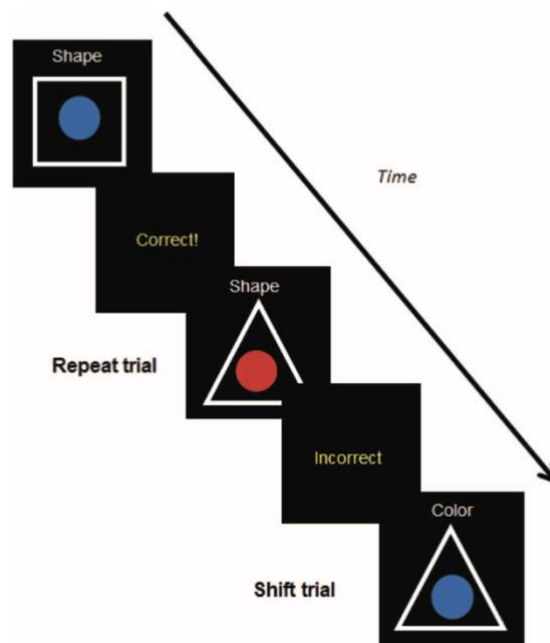 Shape
Time
Correct!
Shape
Repeat trial
Incorrect
Color
Shift trial